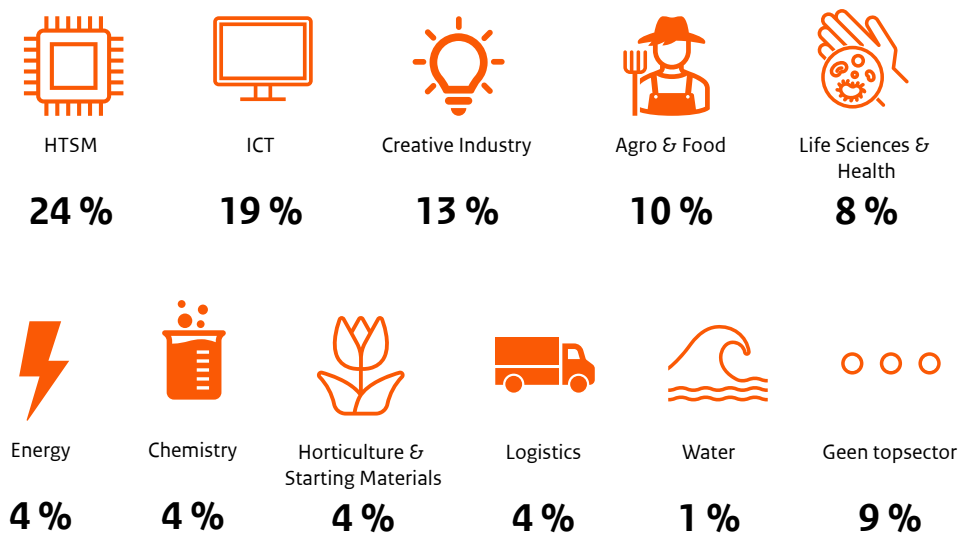 HTSM
24 %
ICT
19 %
Creative Industry
13 %
Agro & Food
10 %
Life Sciences &
Health
8 %
Energy
4 %
Chemistry
4 %
Horticulture &
Starting Materials
4 %
Logistics
4 %
Water
1 %
Geen topsector
9 %